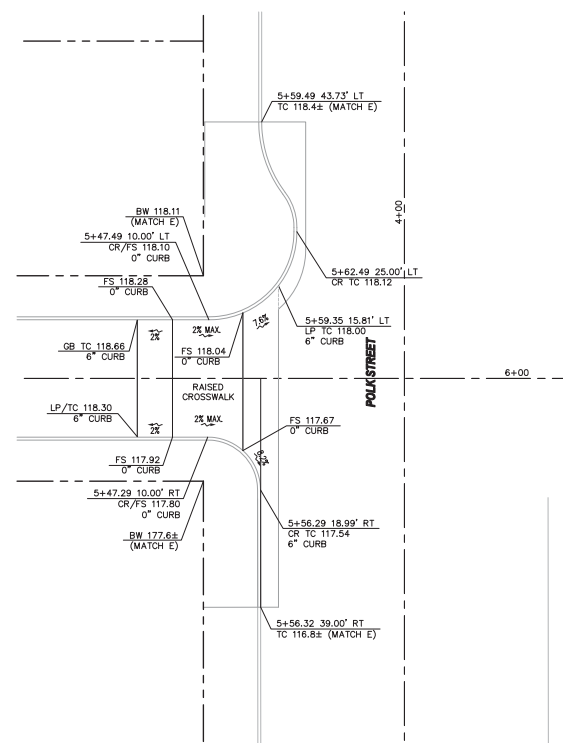 5+59.49 43.73' LT
TC 118.4± (MATCH E)
BW 118.11
(MATCH E)
5+47.49 10.00' LT
CR/FS 118.10
0" CURB
4+00
5+62.49 25.00' LT
CR TC 118.12
FS 118.28
0" CURB
7.6%
2% MAX.
2%
5+59.35 15.81' LT
LP TC 118.00
6" CURB
GB TC 118.66
6" CURB
FS 118.04
0" CURB
POLK STREET
6+00
RAISED
CROSSWALK
LP/TC 118.30
6" CURB
2% MAX.
2%
FS 117.67
0" CURB
8.2%
FS 117.92
0" CURB
5+47.29 10.00' RT
CR/FS 117.80
0" CURB
5+56.29 18.99' RT
CR TC 117.54
6" CURB
BW 177.6±
(MATCH E)
5+56.32 39.00' RT
TC 116.8± (MATCH E)